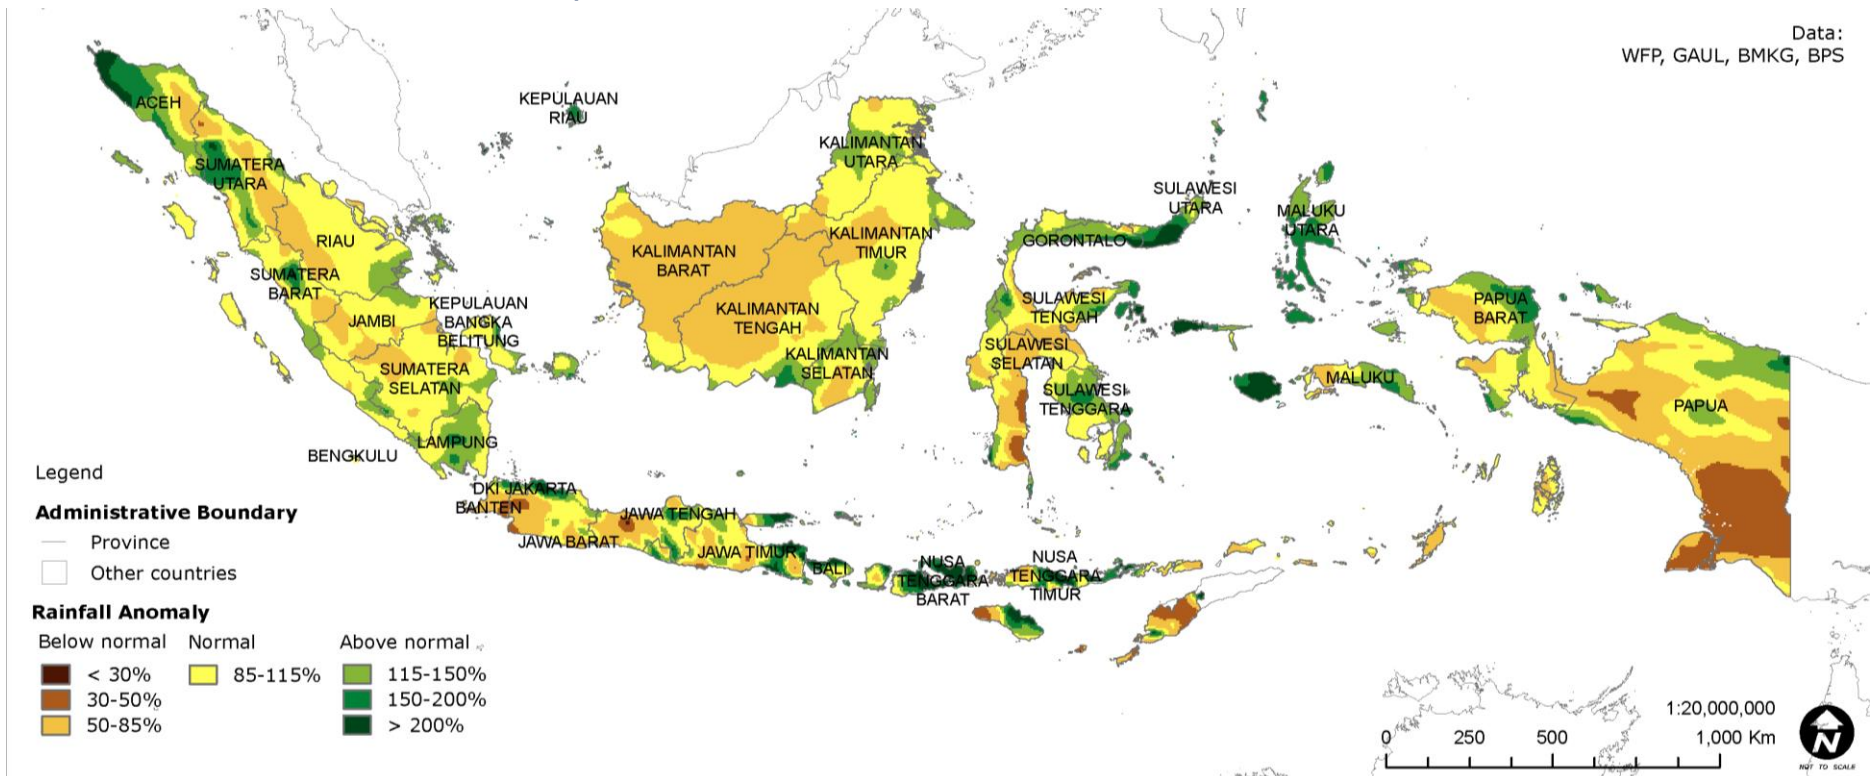 Data:
WFP, GAUL, BMKG, BPS
KEPULAUAN
RIAU
ACEH
KALIMANTAN
UTARA
SUMATERA
UTARA
SULAWESI
UTARA
MALUKU
UTARA
RIAU
KALIMANTAN
BARAT
KALIMANTAN
TIMUR
GORONTALO
SUMATERA
BARAT
KEPULAUAN
BANGKA
BELITUNG
JAMBI
KALIMANTAN
TENGAH
SULAWESI
TENGAH
PAPUA
BARAT
SUMATERA
SELATAN
KALIMANTAN
SELATAN
SULAWESI
SELATAN
SULAWESI
TENGGARA
MALUKU
PAPUA
LAMPUNG
BENGKULU
DKI JAKARTA
BANTEN
JAWA BARAT
JAWA TENGAH
JAWA TIMUR
BALI
NUSA
TENGGARA
BARAT
NUSA
TENGGARA
TIMUR
Legend
Administrative Boundary
Province
Other countries
Rainfall Anomaly
Below normal
Normal
Above normal
< 30%
85-115%
115-150%
30-50%
150-200%
50-85%
> 200%
1:20,000,000
0 250 500 1,000 Km
N
NOT TO SCALE